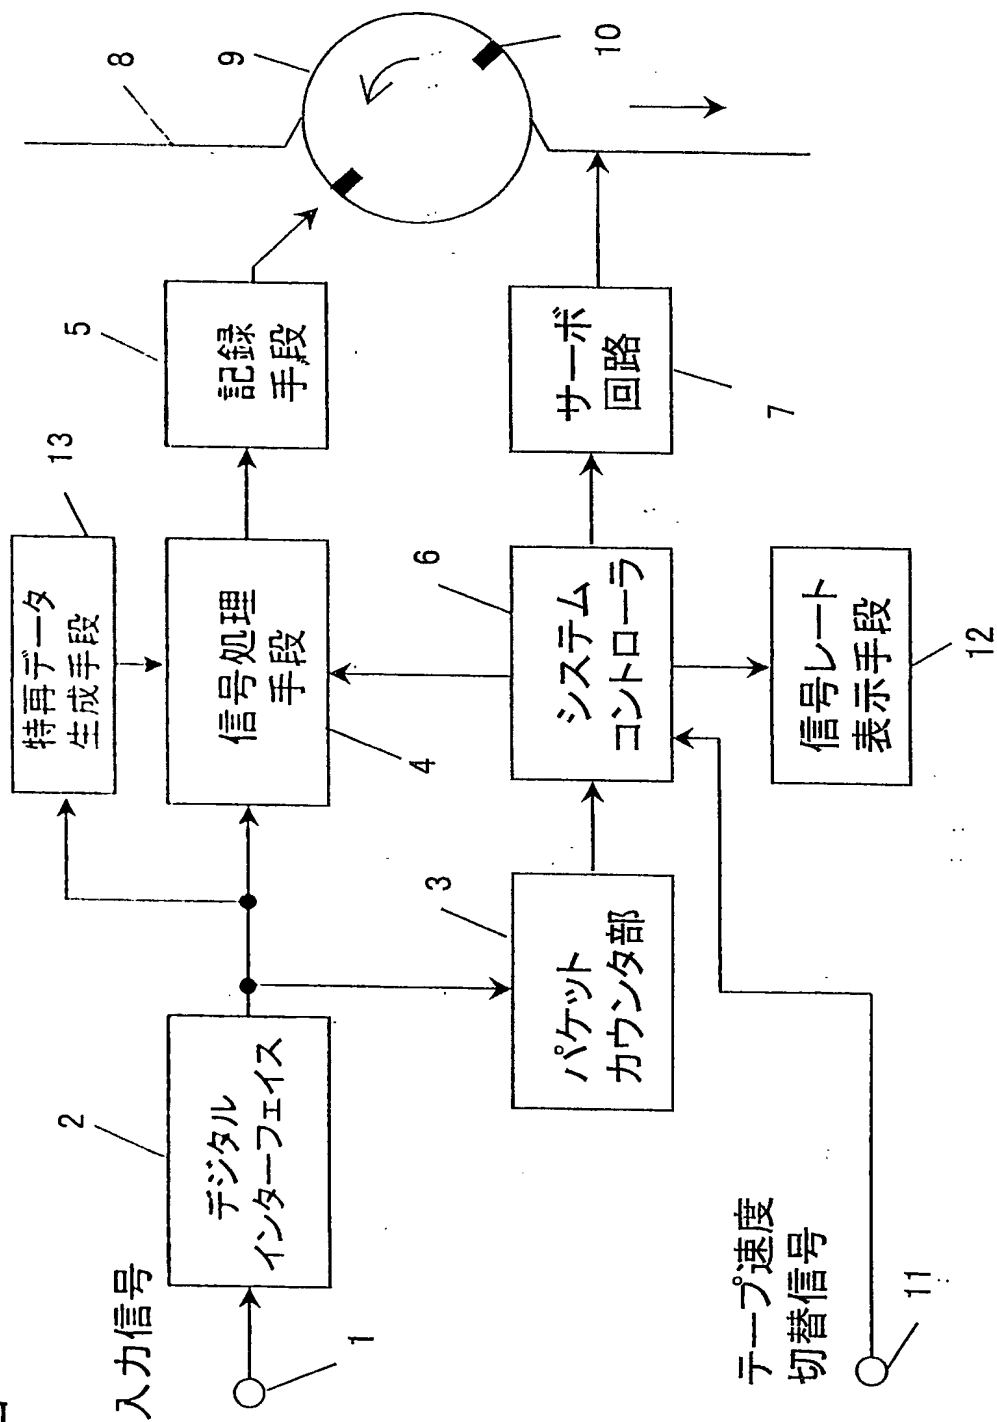 入力信号
1
2
デジタル
インターフェイス
13
特再データ
生成手段
信号処理
手段
4
5
記録
手段
8
9
10
3
パケット
カウンタ部
6
システム
コントローラ
サーボ
回路
7
信号レート
表示手段
12
テープ速度
切替信号
11